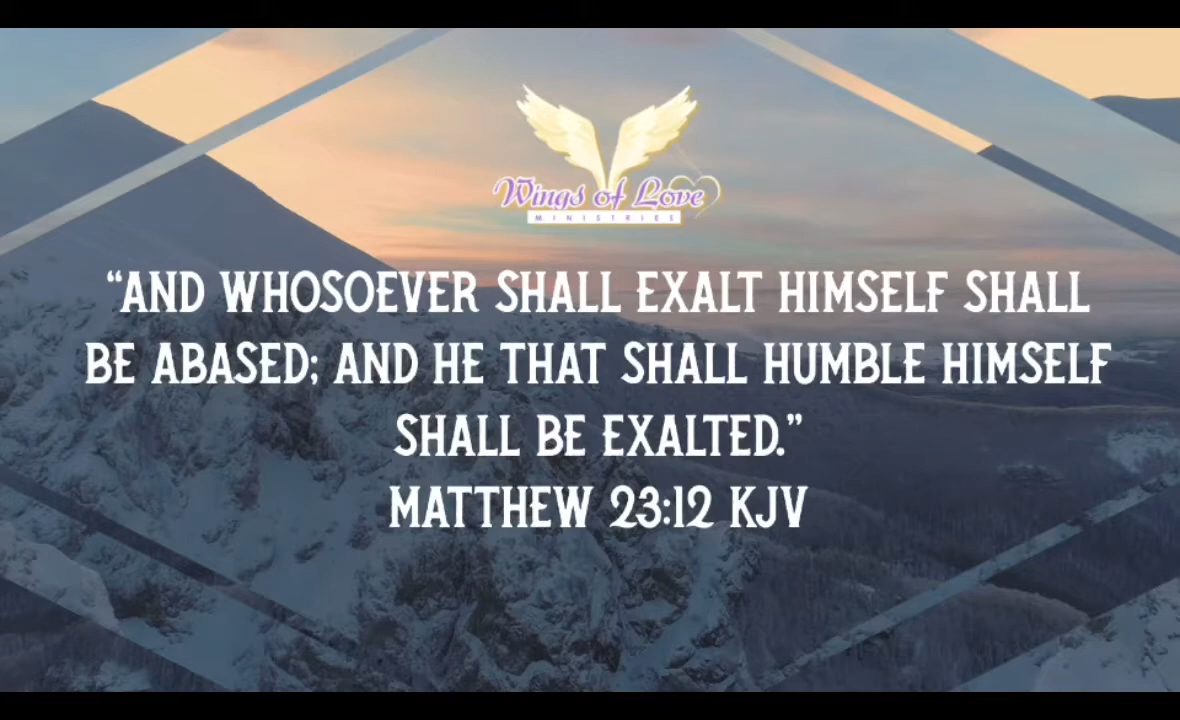 Wings of Love
MINISTRIES
“AND WHOSOEVER SHALL EXALT HIMSELF SHALL
BE ABASED; AND HE THAT SHALL HUMBLE HIMSELF
SHALL BE EXALTED.”
MATTHEW 23:12 KJV